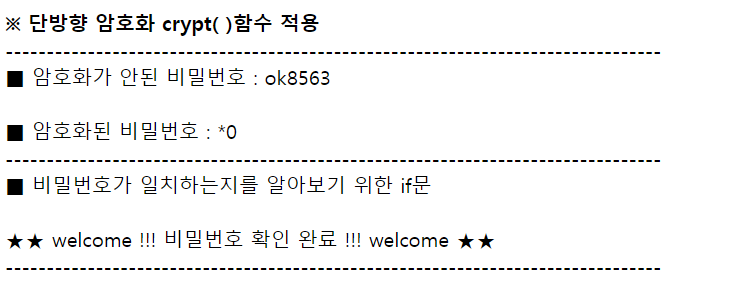 ※ 단방향 암호화 crypt( )함수 적용
--------------------------------------------------------------------------------
■ 암호화가 안된 비밀번호 : ok8563
■ 암호화된 비밀번호 : *0
--------------------------------------------------------------------------------
■ 비밀번호가 일치하는지를 알아보기 위한 if문
★★ welcome !!! 비밀번호 확인 완료 !!! welcome ★★
--------------------------------------------------------------------------------